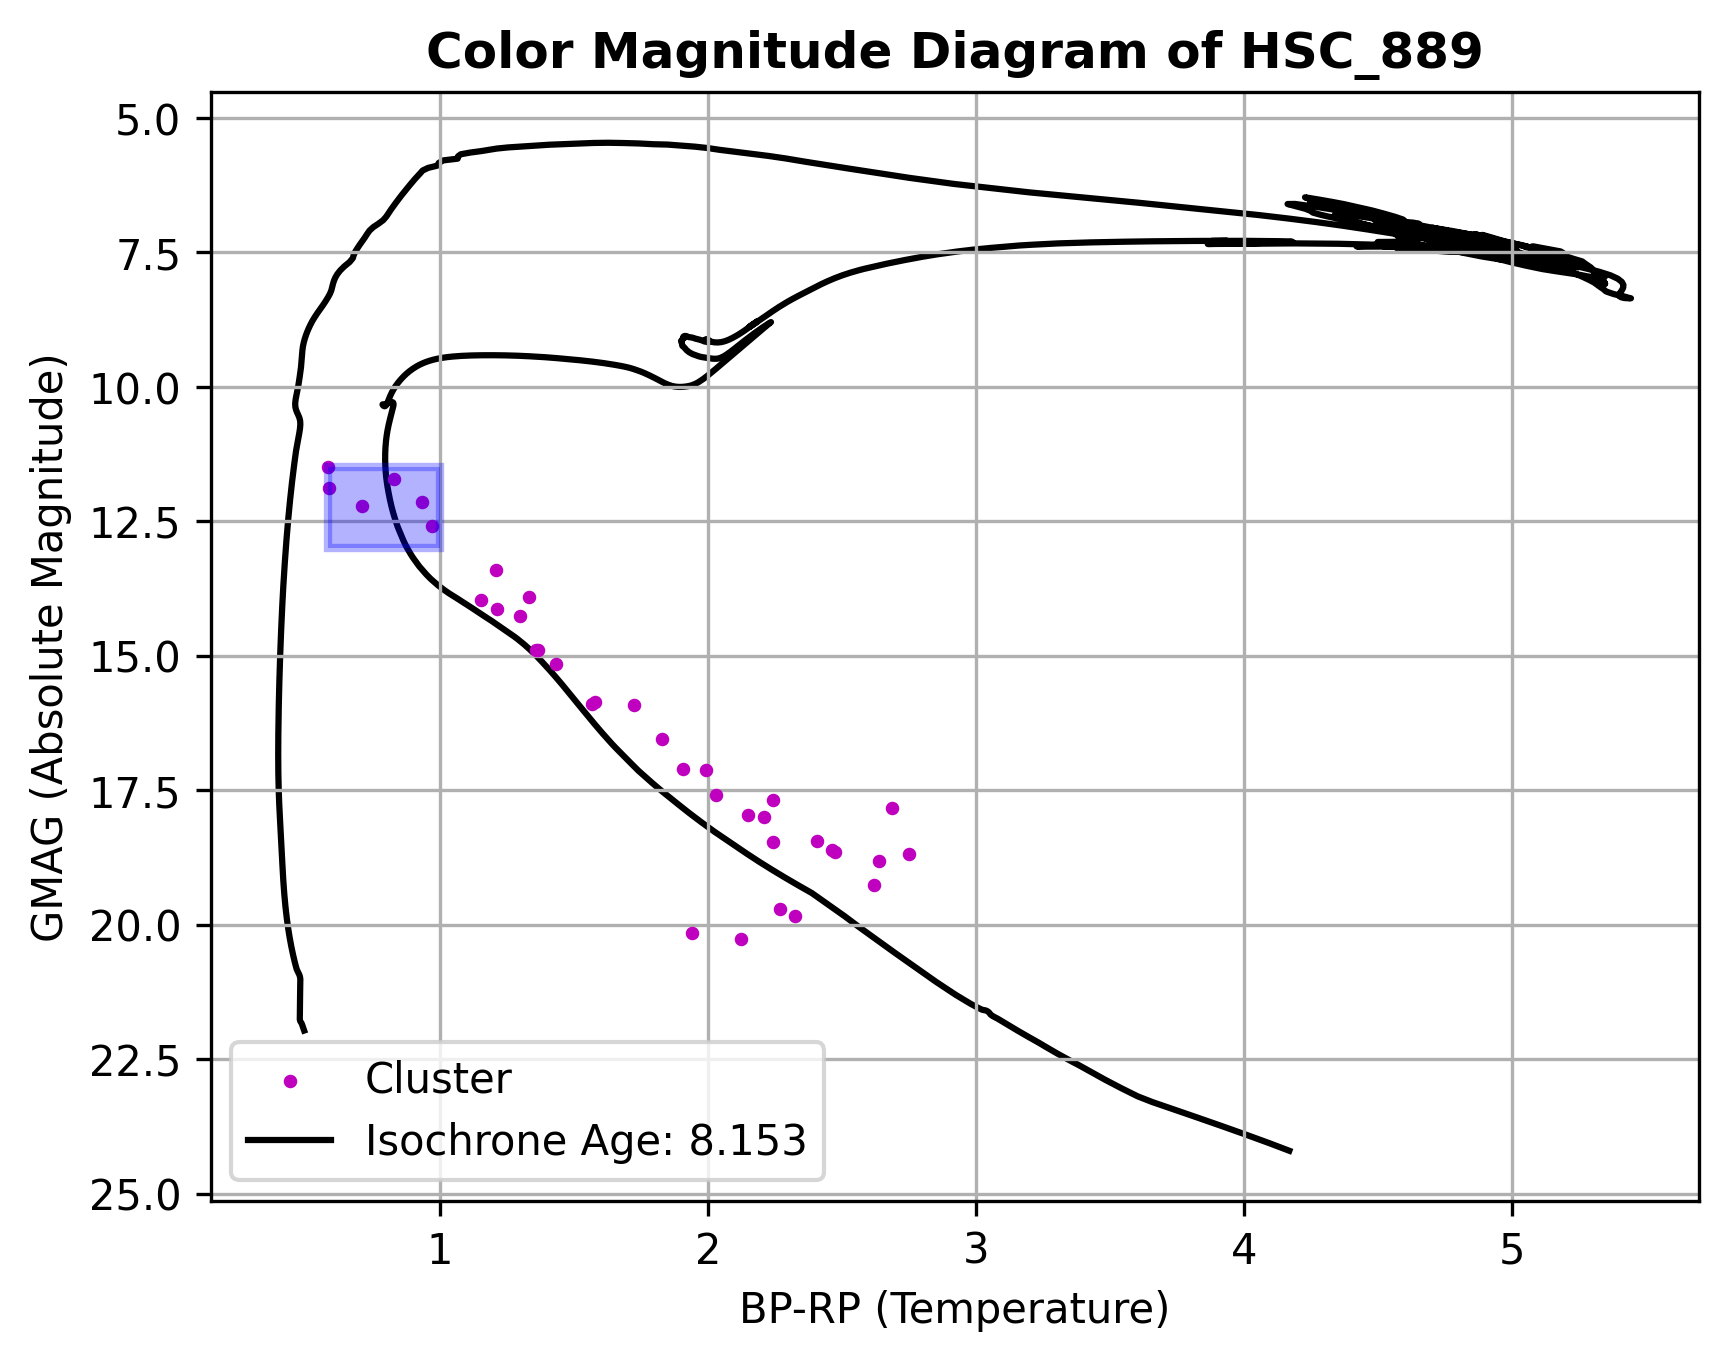 Color Magnitude Diagram of HSC_889
GMAG (Absolute Magnitude)
5.0
7.5
10.0
12.5
15.0
17.5
20.0
22.5
25.0
Cluster
Isochrone Age: 8.153
1 2 3 4 5
BP-RP (Temperature)